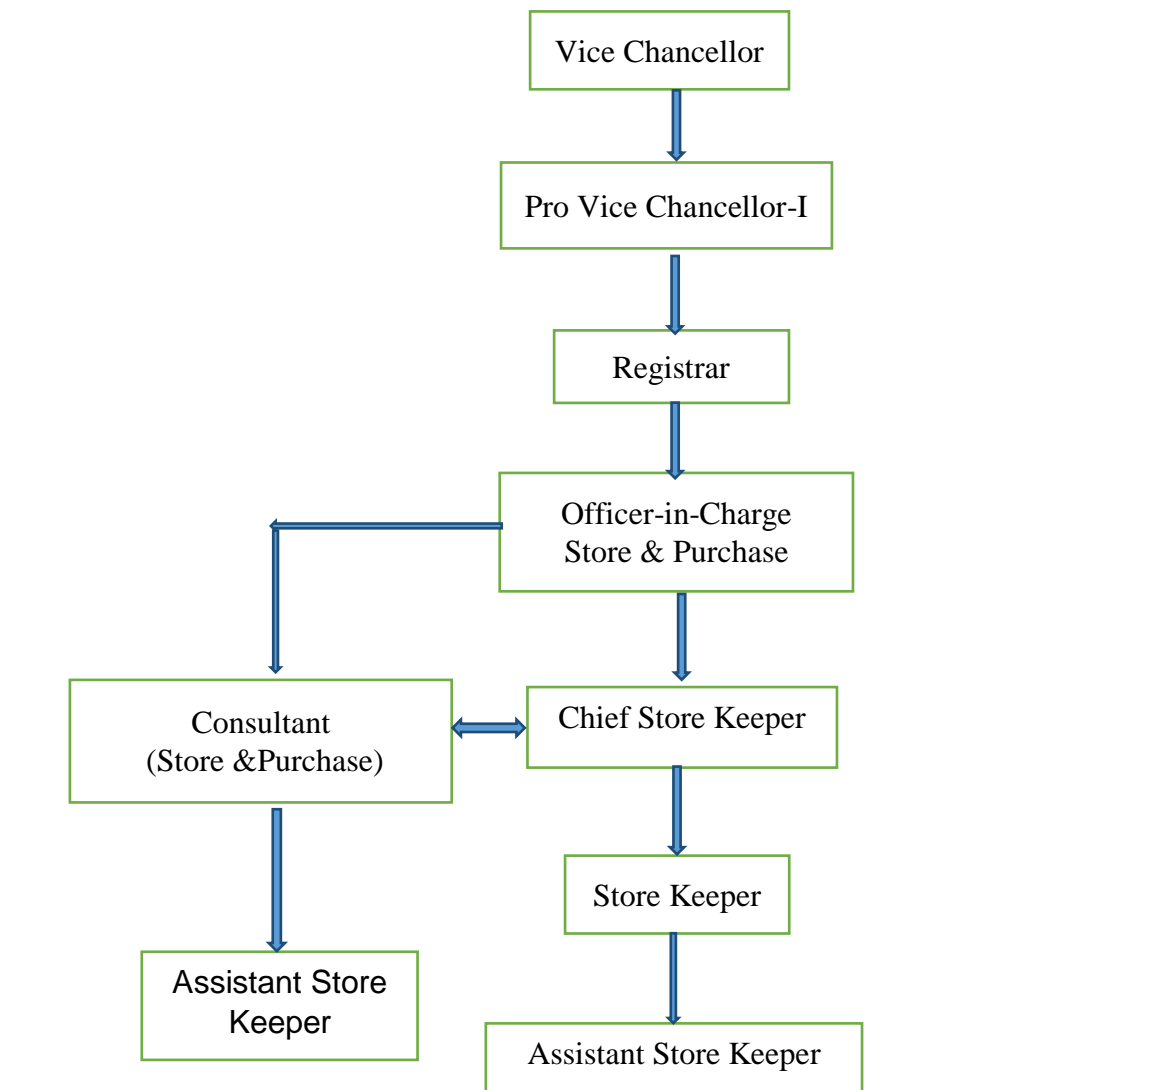 Vice Chancellor
Pro Vice Chancellor-I
Registrar
Officer-in-Charge
Store & Purchase
Consultant
(Store &Purchase)
Chief Store Keeper
Store Keeper
Assistant Store
Keeper
Assistant Store Keeper